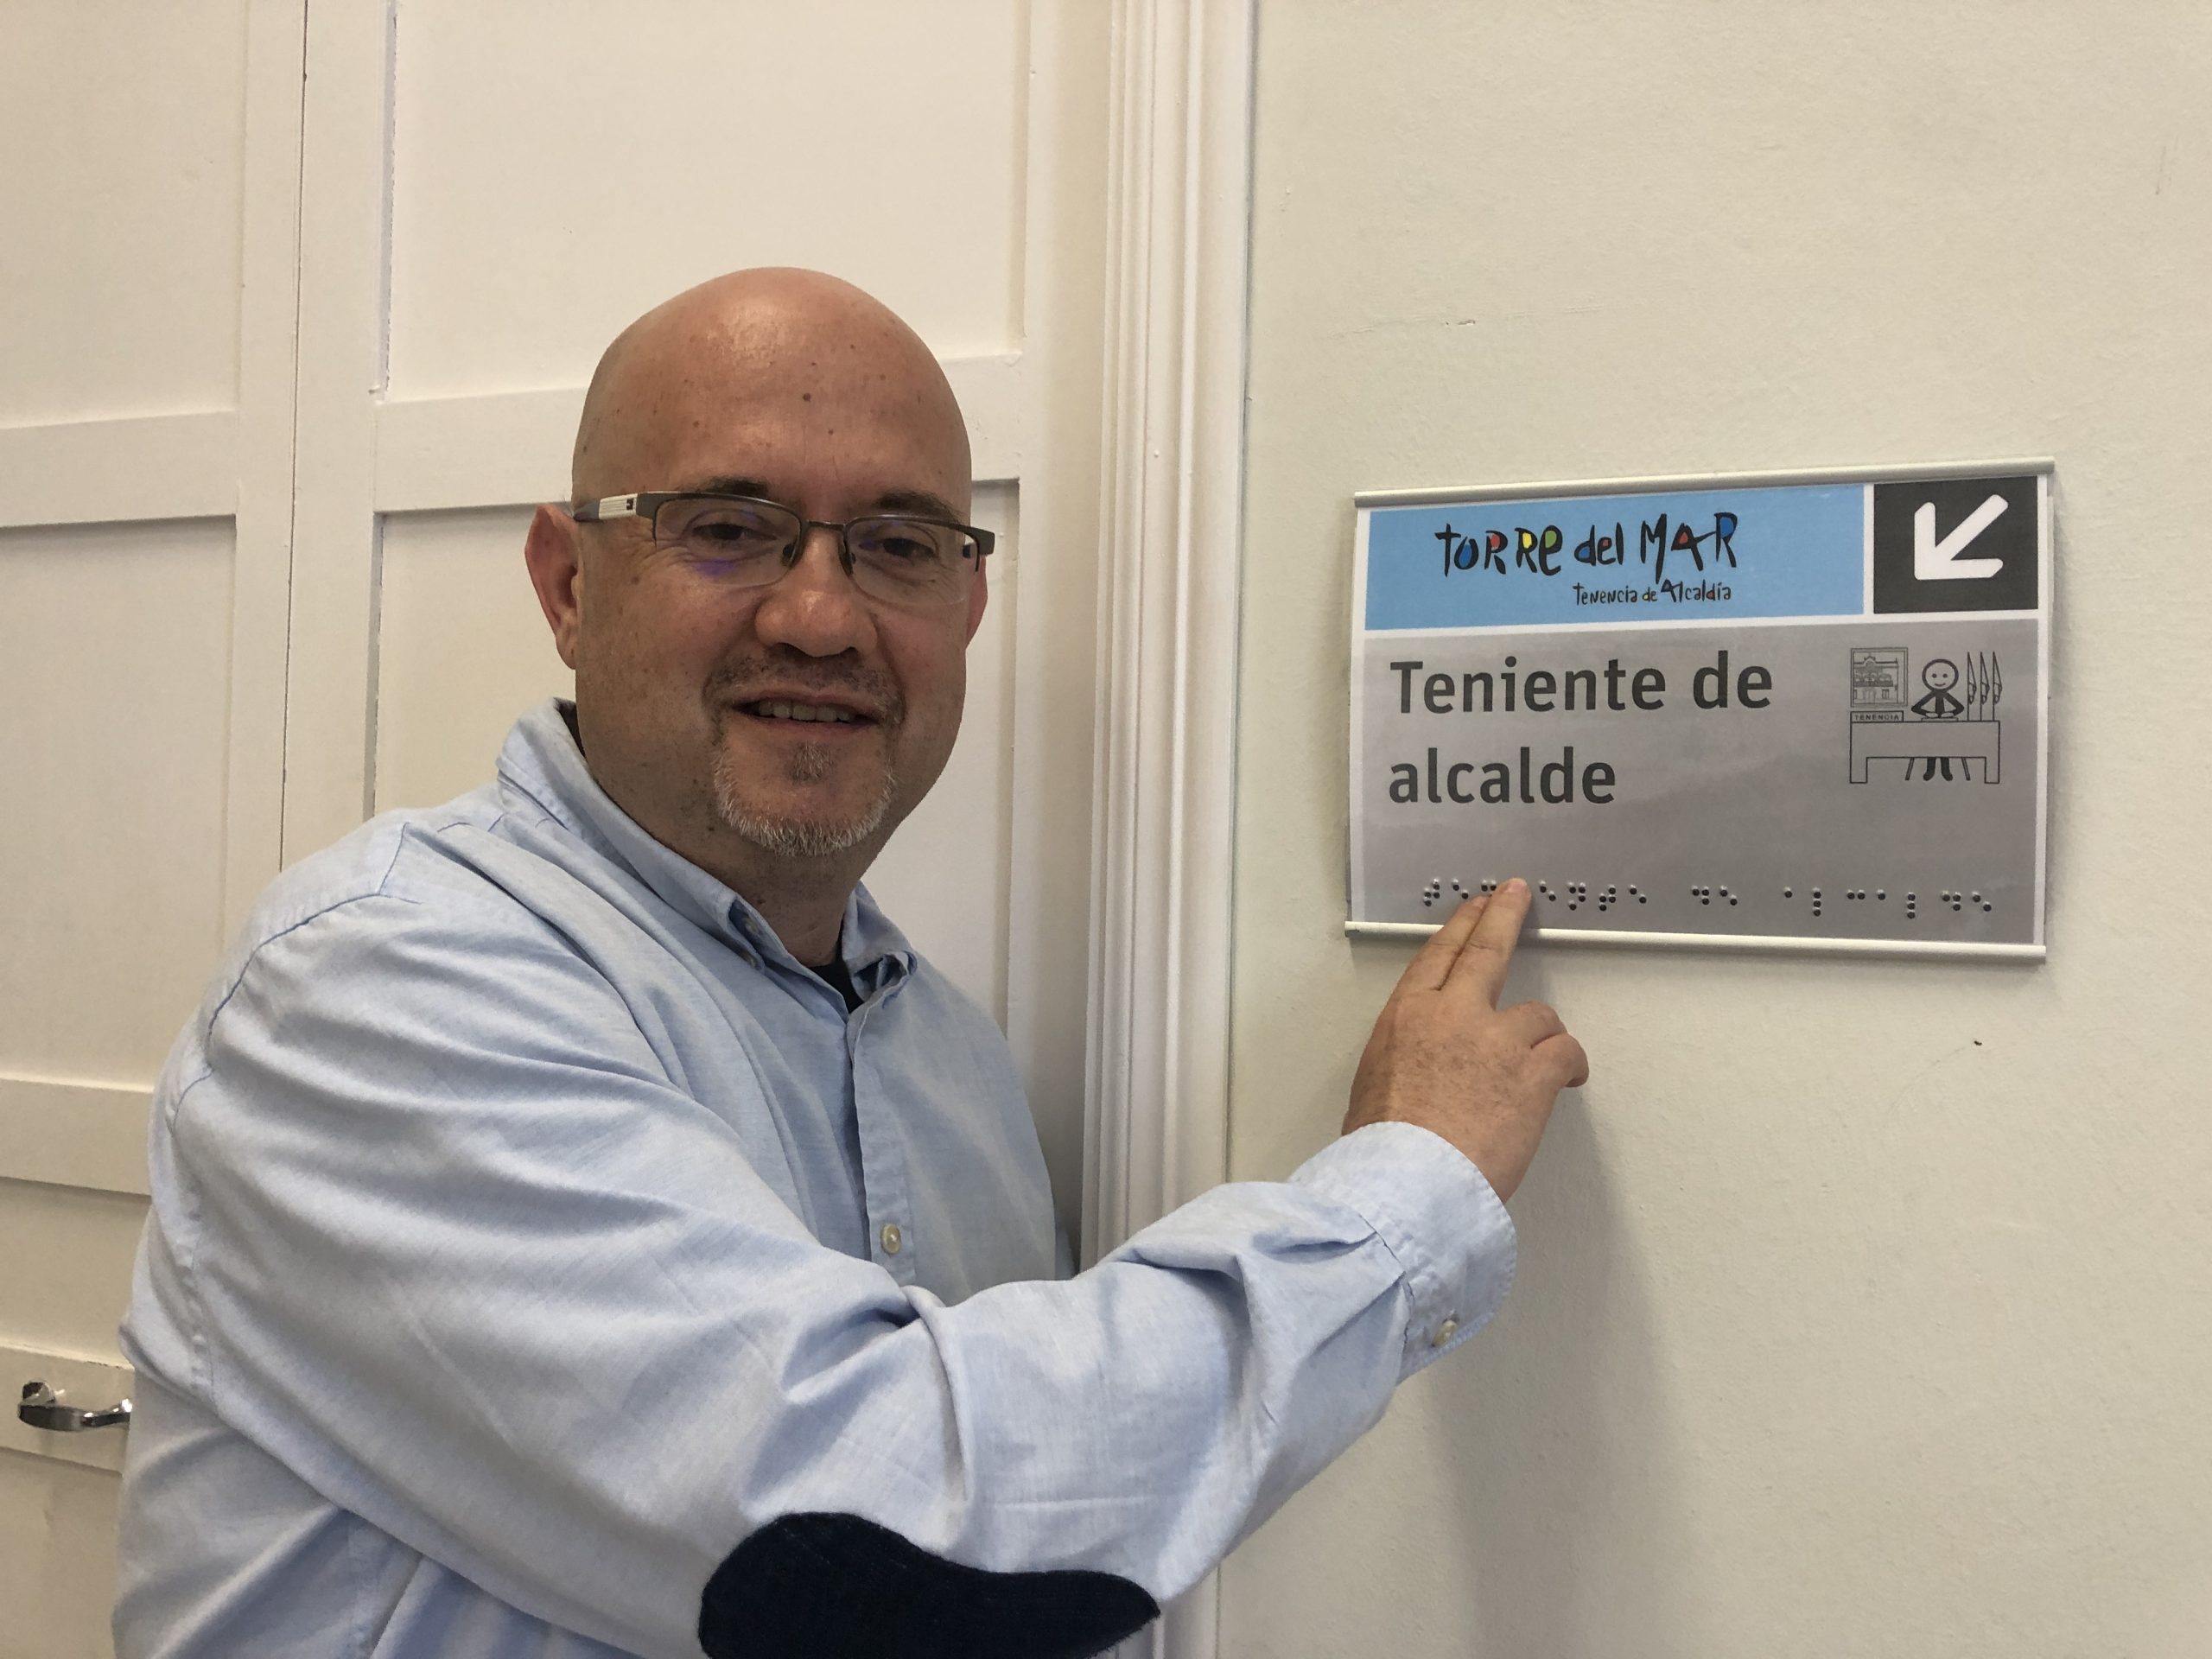 TORRE del MAR
Tenencia de Alcaldía
Teniente de
alcalde
TENENCIA